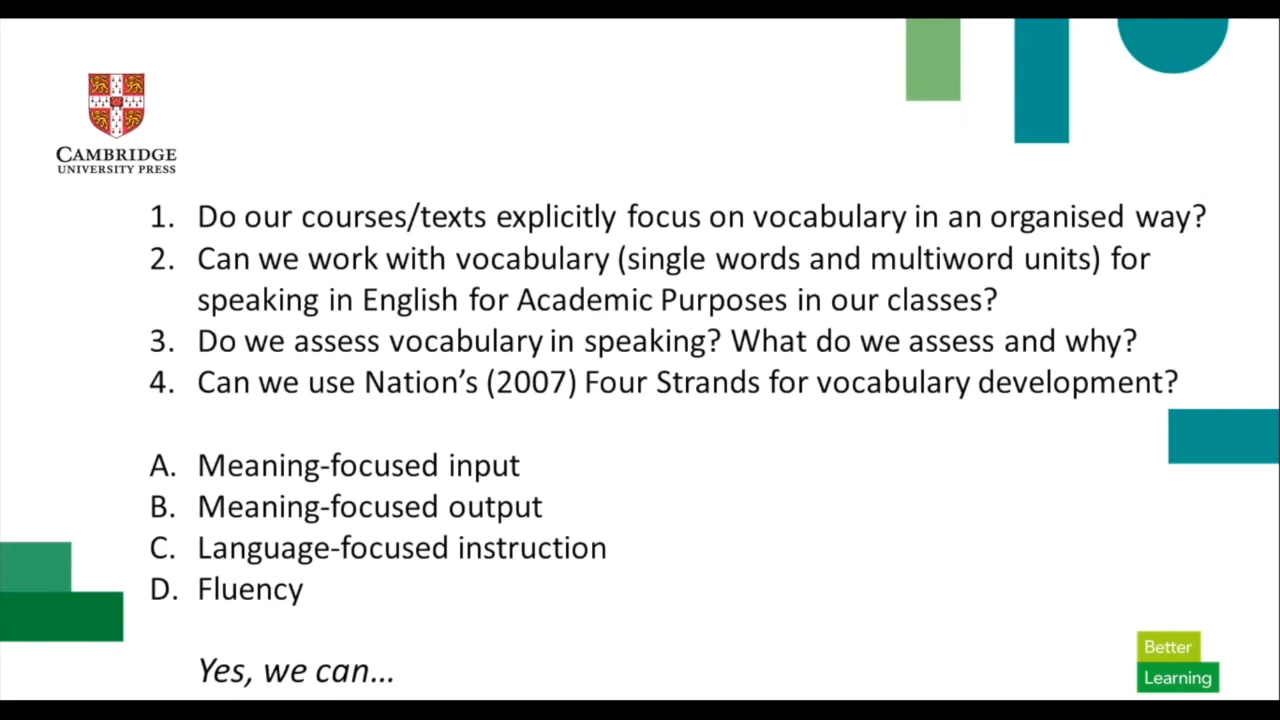 CAMBRIDGE
UNIVERSITY PRESS
1. Do our courses/texts explicitly focus on vocabulary in an organised way?
2. Can we work with vocabulary (single words and multiword units) for
speaking in English for Academic Purposes in our classes?
3. Do we assess vocabulary in speaking? What do we assess and why?
4. Can we use Nation’s (2007) Four Strands for vocabulary development?
A. Meaning-focused input
B. Meaning-focused output
C. Language-focused instruction
D. Fluency
Yes, we can…
Better
Learning